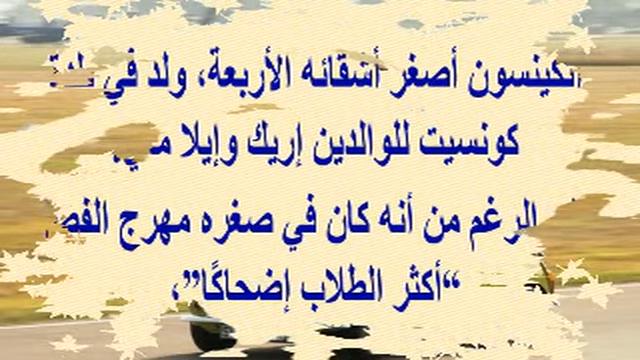 أصغر أشقائه الأربعة، ولد في
كونسيت للوالدين إريك وإيلا
الرغم من أنه كان في صغره مهرج
“أكثر الطلاب إضحاكًا”،